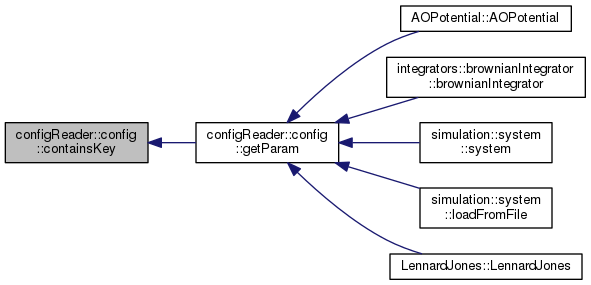 configReader::config
::containsKey
configReader::config
::getParam
AOPotential::AOPotential
integrators::brownianIntegrator
::brownianIntegrator
simulation::system
::system
simulation::system
::loadFromFile
LennardJones::LennardJones